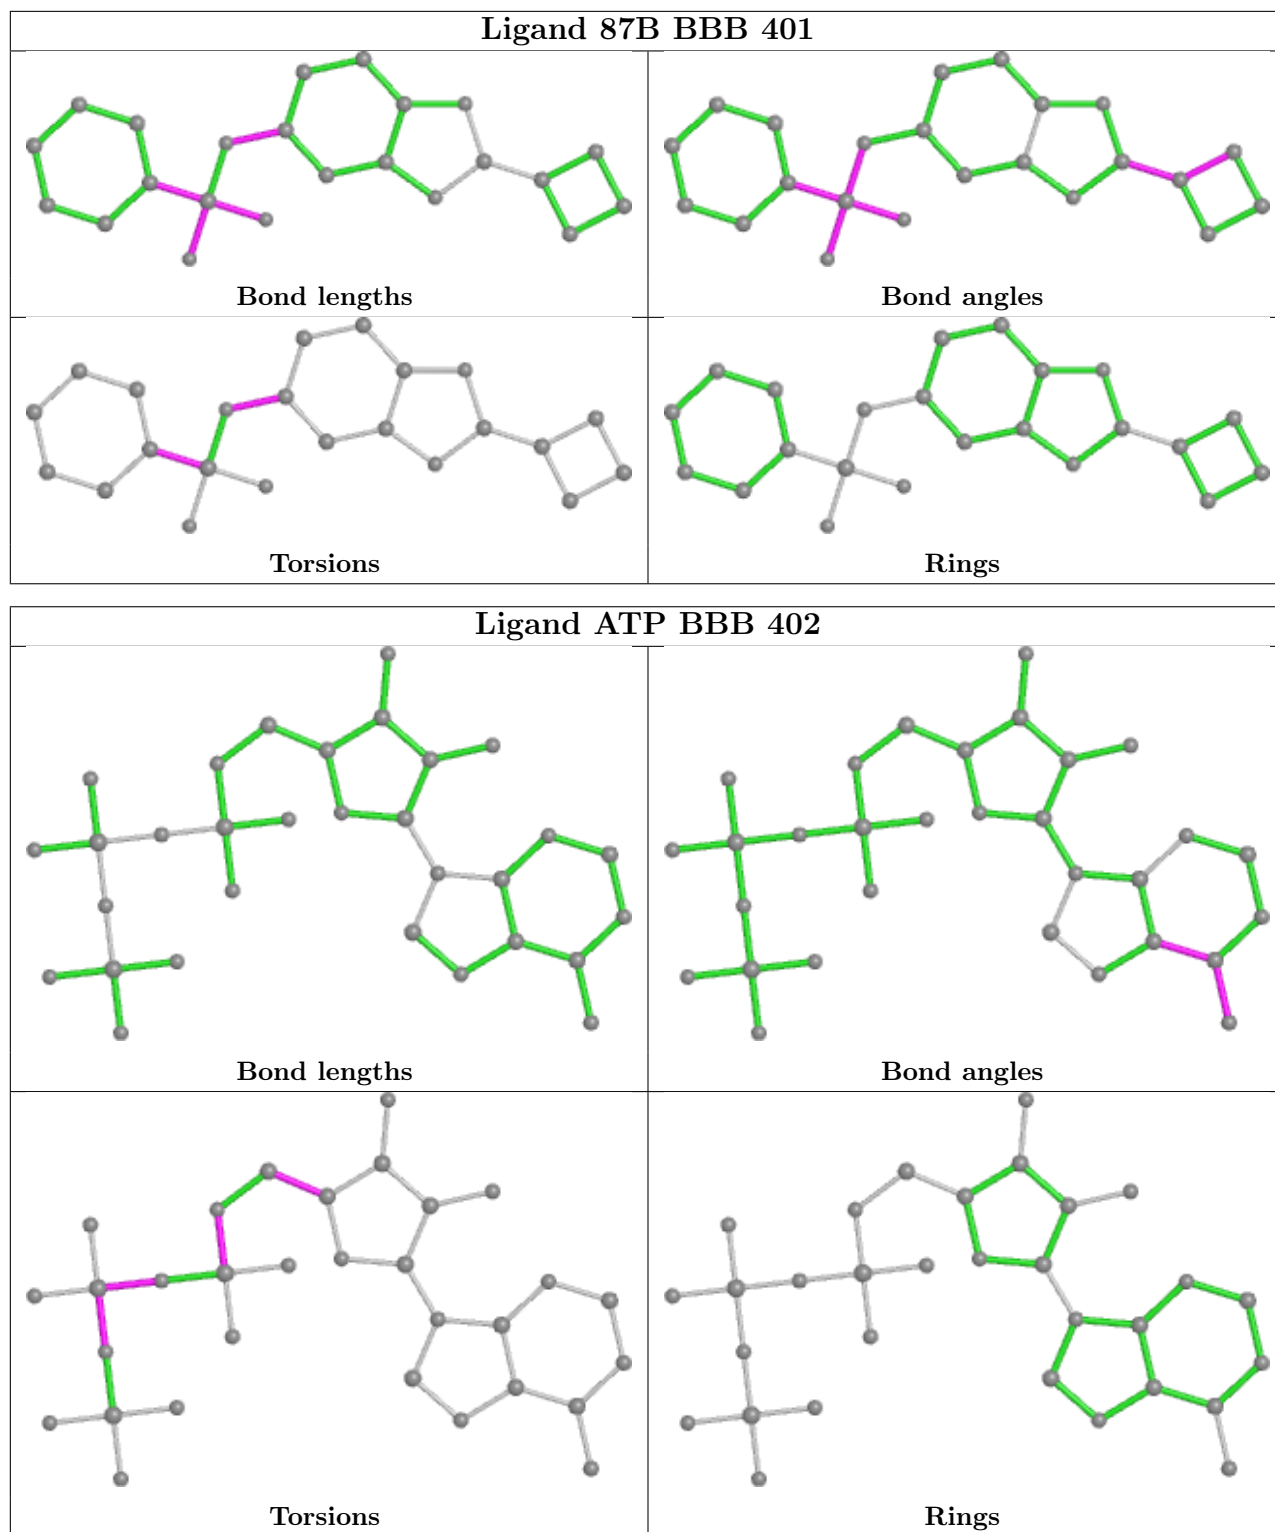 Ligand 87B BBB 401
Bond lengths
Bond angles
Torsions
Rings
Ligand ATP BBB 402
Bond lengths
Bond angles
Torsions
Rings